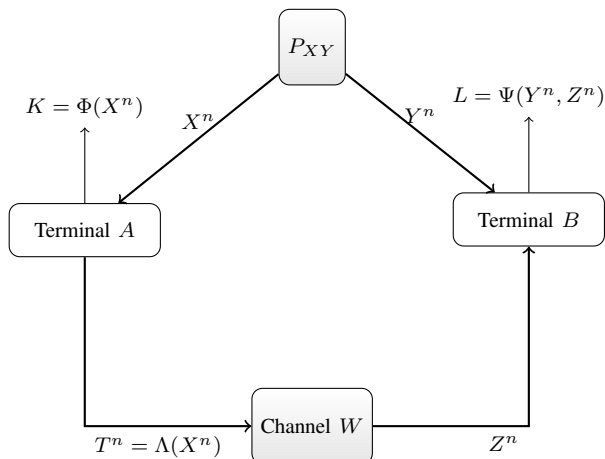 P_{XY}
K = Φ(X^n)
L = Ψ(Y^n, Z^n)
X^n
Y^n
Terminal A
Terminal B
Channel W
T^n = Λ(X^n)
Z^n